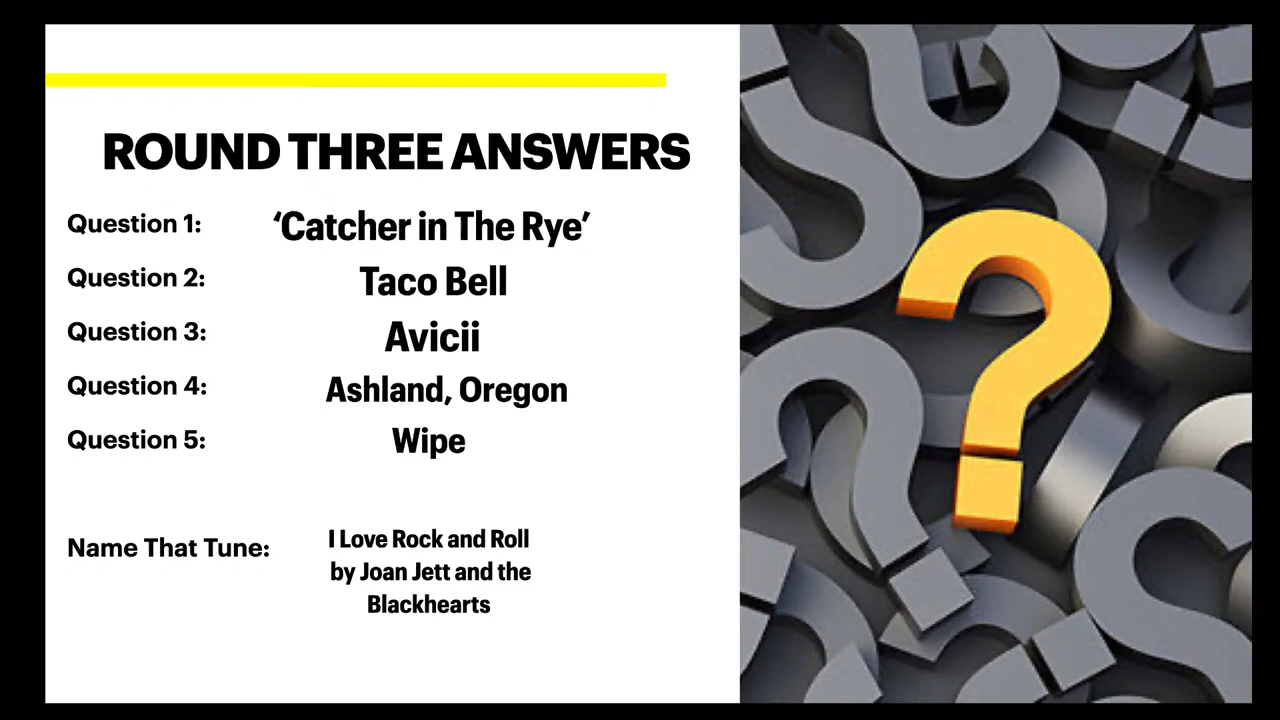 ROUND THREE ANSWERS
Question 1: ‘Catcher in The Rye’
Question 2: Taco Bell
Question 3: Avicii
Question 4: Ashland, Oregon
Question 5: Wipe
Name That Tune: I Love Rock and Roll
by Joan Jett and the
Blackhearts